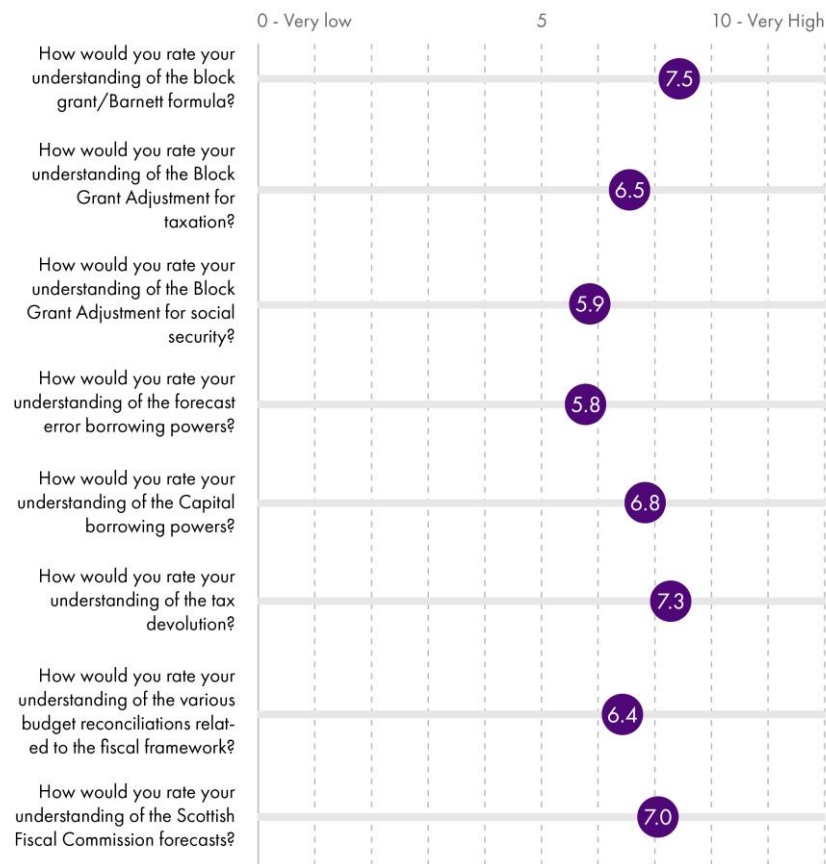 0 - Very low 5 10 - Very High
How would you rate your
understanding of the block
grant/Barnett formula?
7.5
How would you rate your
understanding of the Block
Grant Adjustment for
taxation?
6.5
How would you rate your
understanding of the Block
Grant Adjustment for social
security?
5.9
How would you rate your
understanding of the forecast
error borrowing powers?
5.8
How would you rate your
understanding of the Capital
borrowing powers?
6.8
How would you rate your
understanding of the tax
devolution?
7.3
How would you rate your
understanding of the various
budget reconciliations relat-
ed to the fiscal framework?
6.4
How would you rate your
understanding of the Scottish
Fiscal Commission forecasts?
7.0